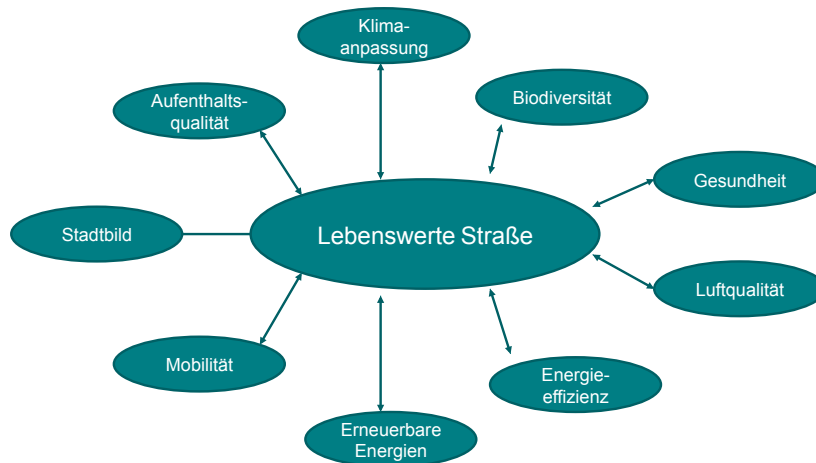 Klima-
anpassung
Aufenthalts-
qualität
Biodiversität
Gesundheit
Stadtbild
Lebenswerte Straße
Luftqualität
Mobilität
Energie-
effizienz
Erneuerbare
Energien